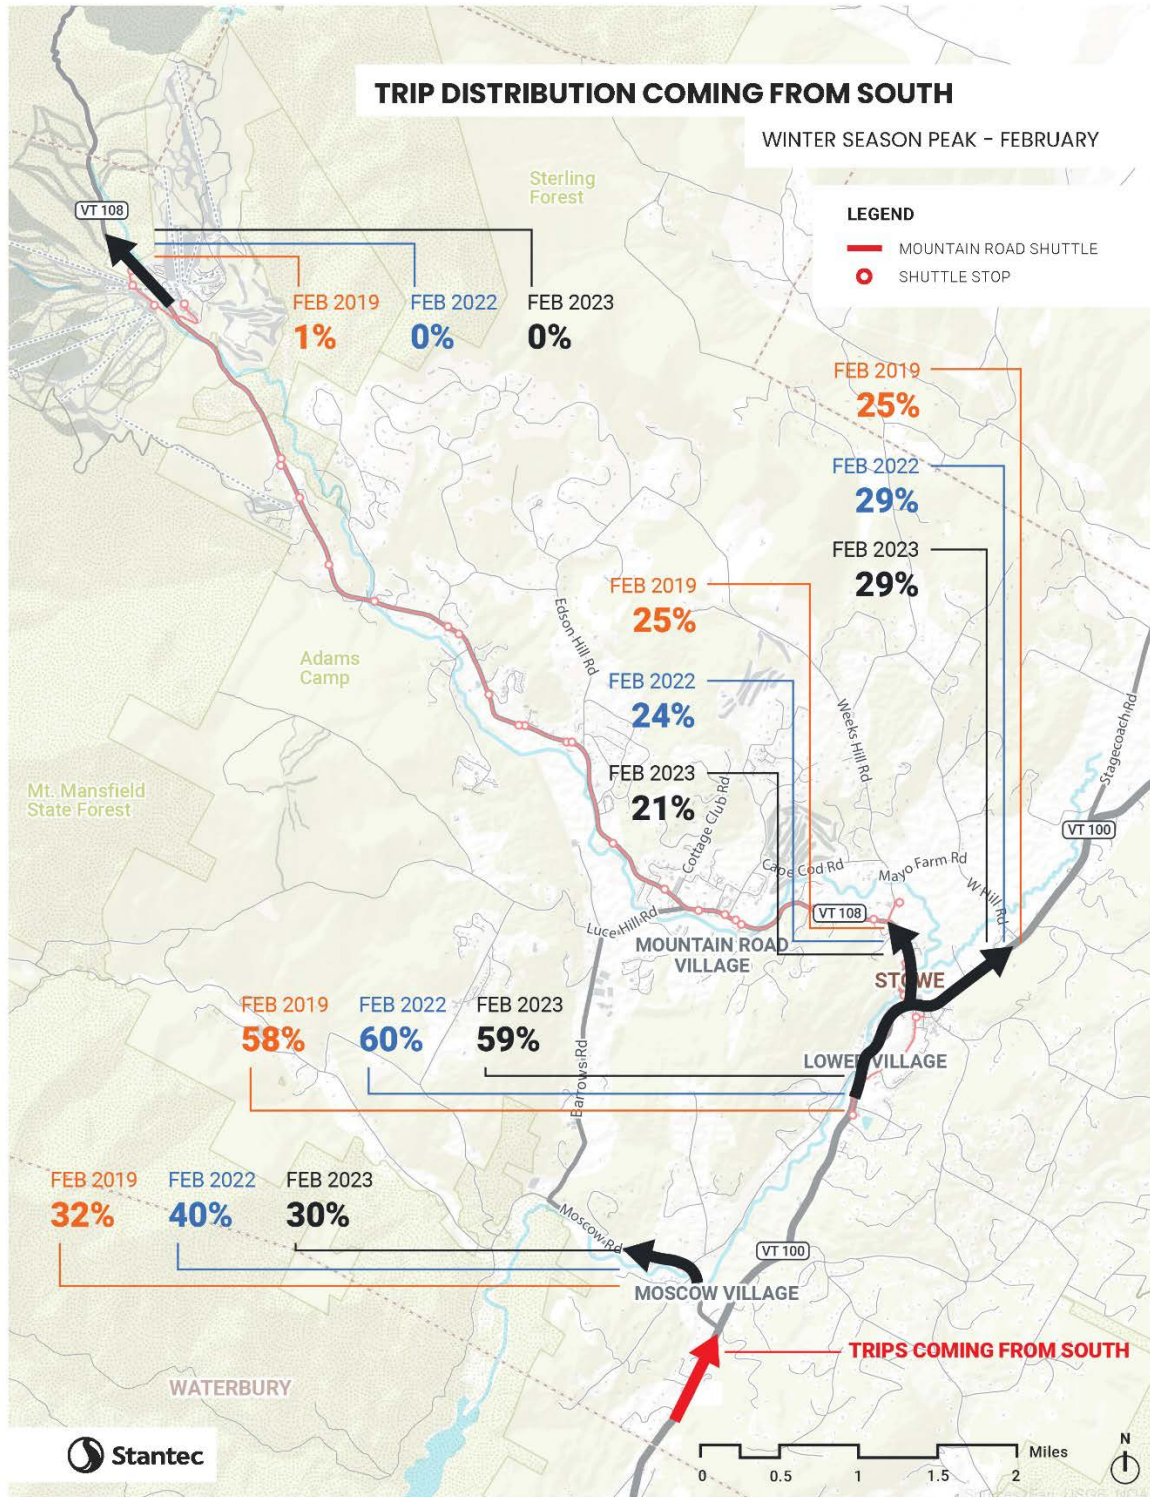 TRIP DISTRIBUTION COMING FROM SOUTH
WINTER SEASON PEAK - FEBRUARY
LEGEND
MOUNTAIN ROAD SHUTTLE
SHUTTLE STOP
Sterling
Forest
VT 108
FEB 2019
1%
FEB 2022
0%
FEB 2023
0%
FEB 2019
25%
FEB 2022
29%
FEB 2023
29%
FEB 2019
25%
FEB 2022
24%
FEB 2023
21%
Edson Hill Rd
Adams
Camp
Weeks Hill Rd
Stagecoach Rd
Mt. Mansfield
State Forest
Cottage Club Rd
VT 100
Cape Cod Rd
Mayo Farm Rd
W Hill Rd
VT 108
Luce Hill Rd
MOUNTAIN ROAD
VILLAGE
STOWE
FEB 2019
58%
FEB 2022
60%
FEB 2023
59%
LOWER VILLAGE
Barrows Rd
FEB 2019
32%
FEB 2022
40%
FEB 2023
30%
Moscow Rd
VT 100
MOSCOW VILLAGE
TRIPS COMING FROM SOUTH
WATERBURY
Stantec
Miles
0 0.5 1 1.5 2
N